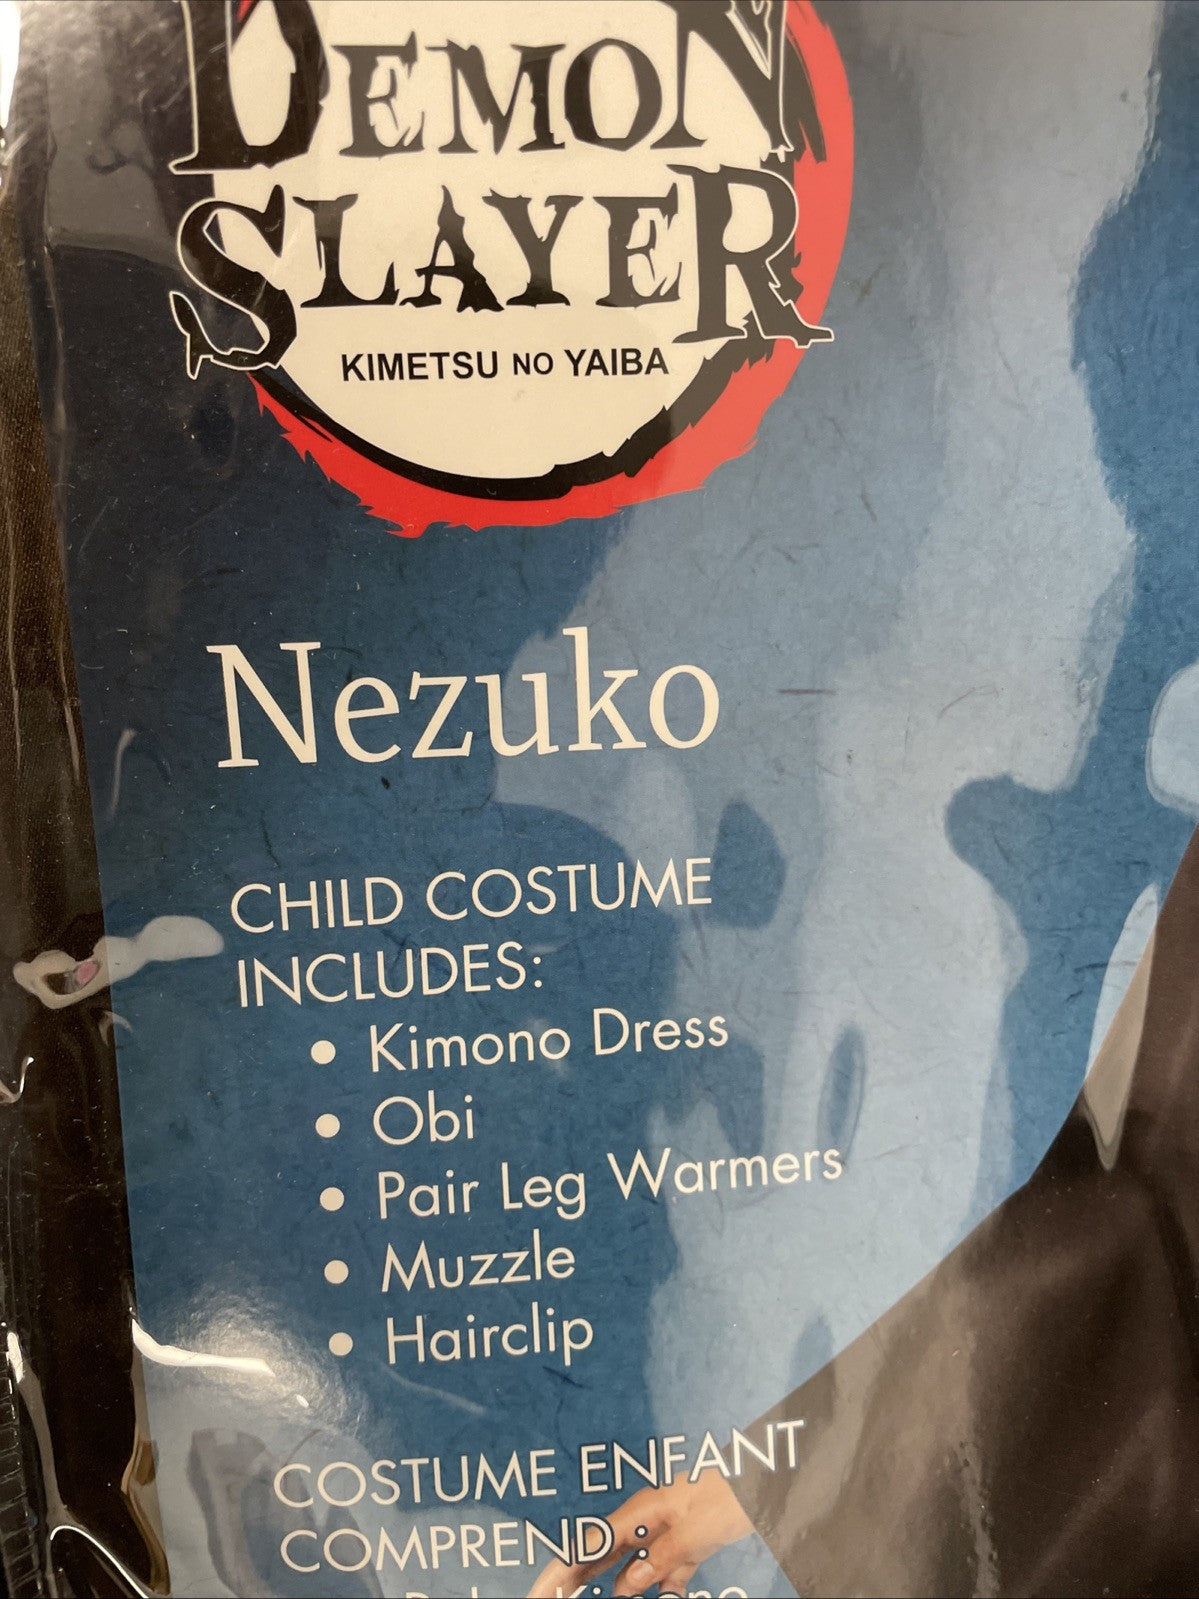 DEMON
SLAYER
KIMETSU NO YAIBA
Nezuko
CHILD COSTUME
INCLUDES:
• Kimono Dress
• Obi
• Pair Leg Warmers
• Muzzle
• Hairclip
COSTUME ENFANT
COMPREND :
Kimono